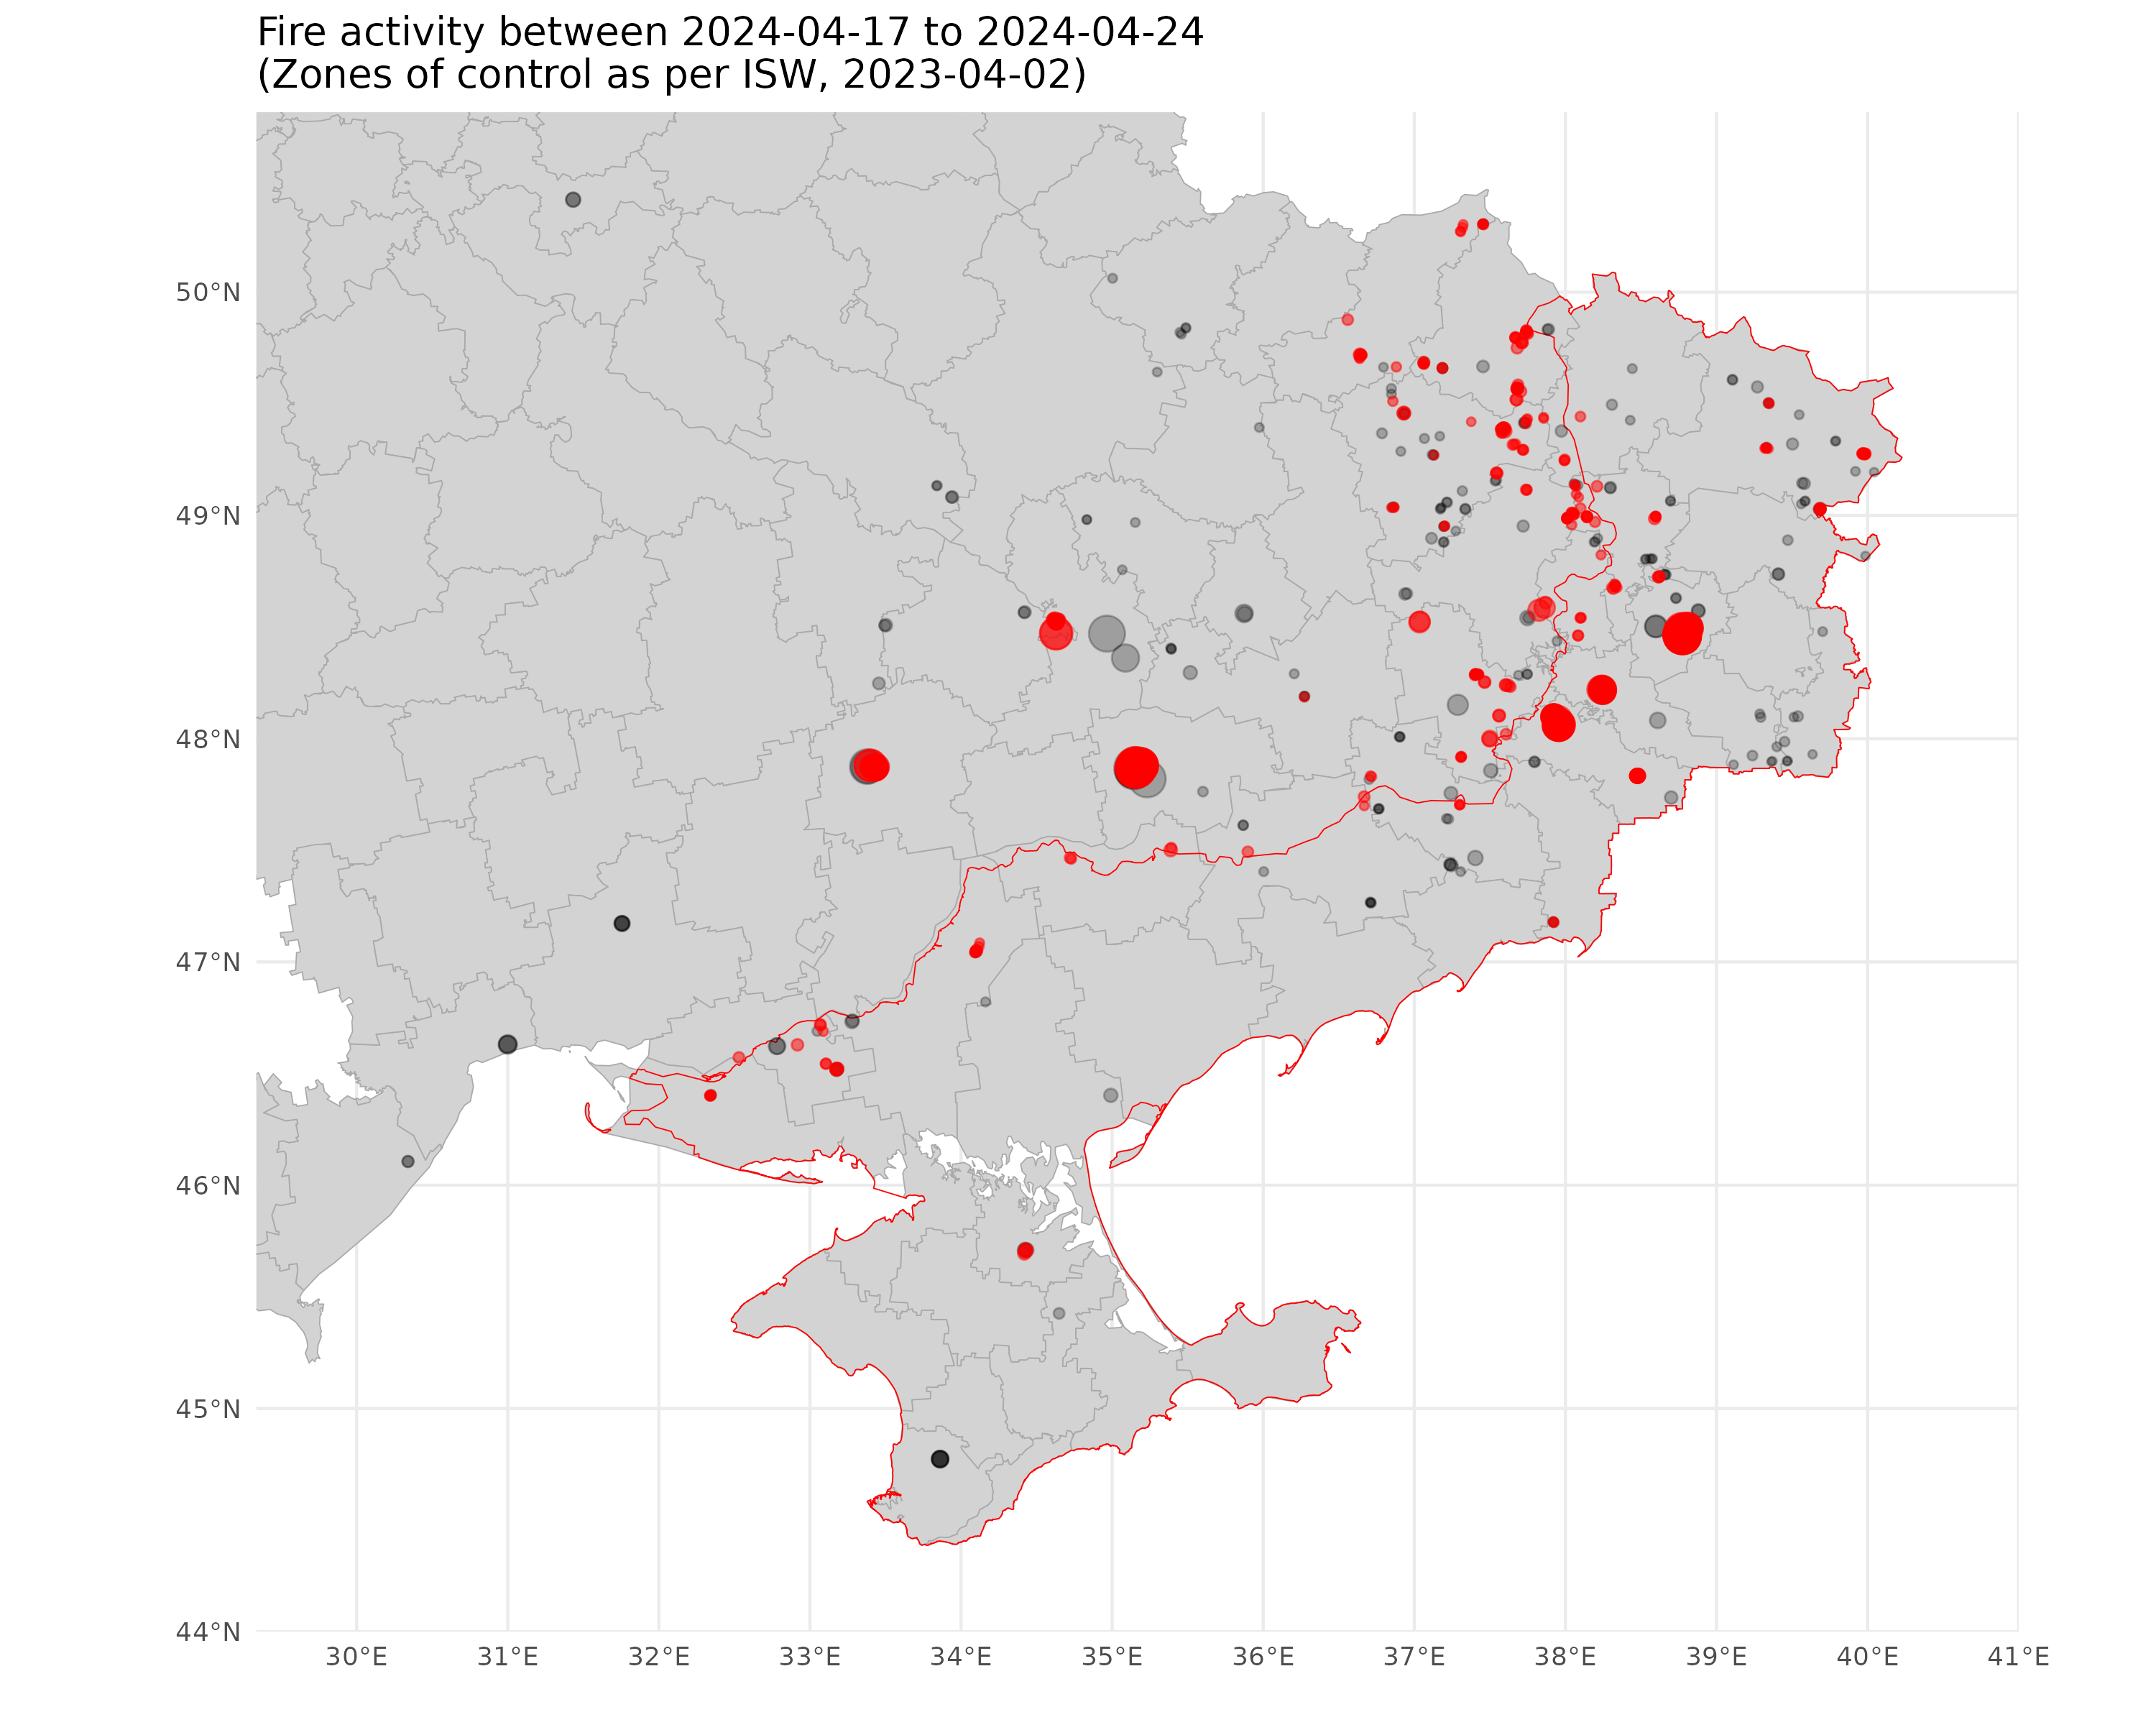 Fire activity between 2024-04-17 to 2024-04-24
(Zones of control as per ISW, 2023-04-02)
50°N
49°N
48°N
47°N
46°N
45°N
44°N
30°E 31°E 32°E 33°E 34°E 35°E 36°E 37°E 38°E 39°E 40°E 41°E